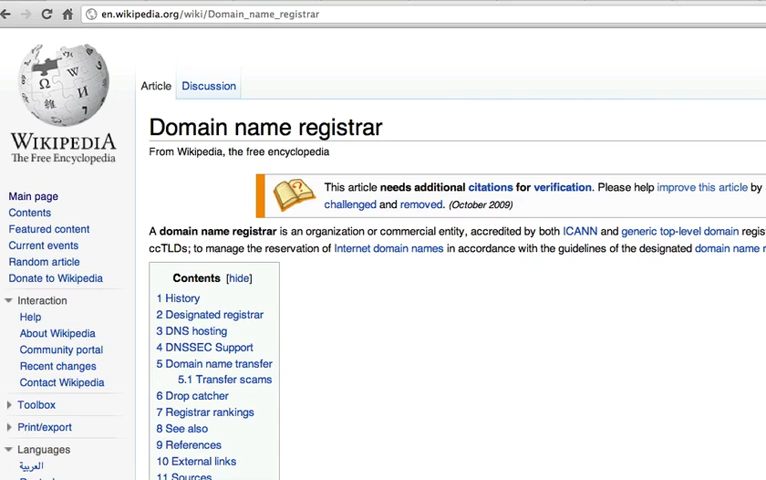 en.wikipedia.org/wiki/Domain_name_registrar
WIKIPEDIA
The Free Encyclopedia
Main page
Contents
Featured content
Current events
Random article
Donate to Wikipedia
Interaction
Help
About Wikipedia
Community portal
Recent changes
Contact Wikipedia
Toolbox
Print/export
Languages
العربية
Article Discussion
Domain name registrar
From Wikipedia, the free encyclopedia
This article needs additional citations for verification. Please help improve this article by
challenged and removed. (October 2009)
A domain name registrar is an organization or commercial entity, accredited by both ICANN and generic top-level domain regis
ccTLDs; to manage the reservation of Internet domain names in accordance with the guidelines of the designated domain name r
Contents [hide]
1 History
2 Designated registrar
3 DNS hosting
4 DNSSEC Support
5 Domain name transfer
5.1 Transfer scams
6 Drop catcher
7 Registrar rankings
8 See also
9 References
10 External links
11 Sources